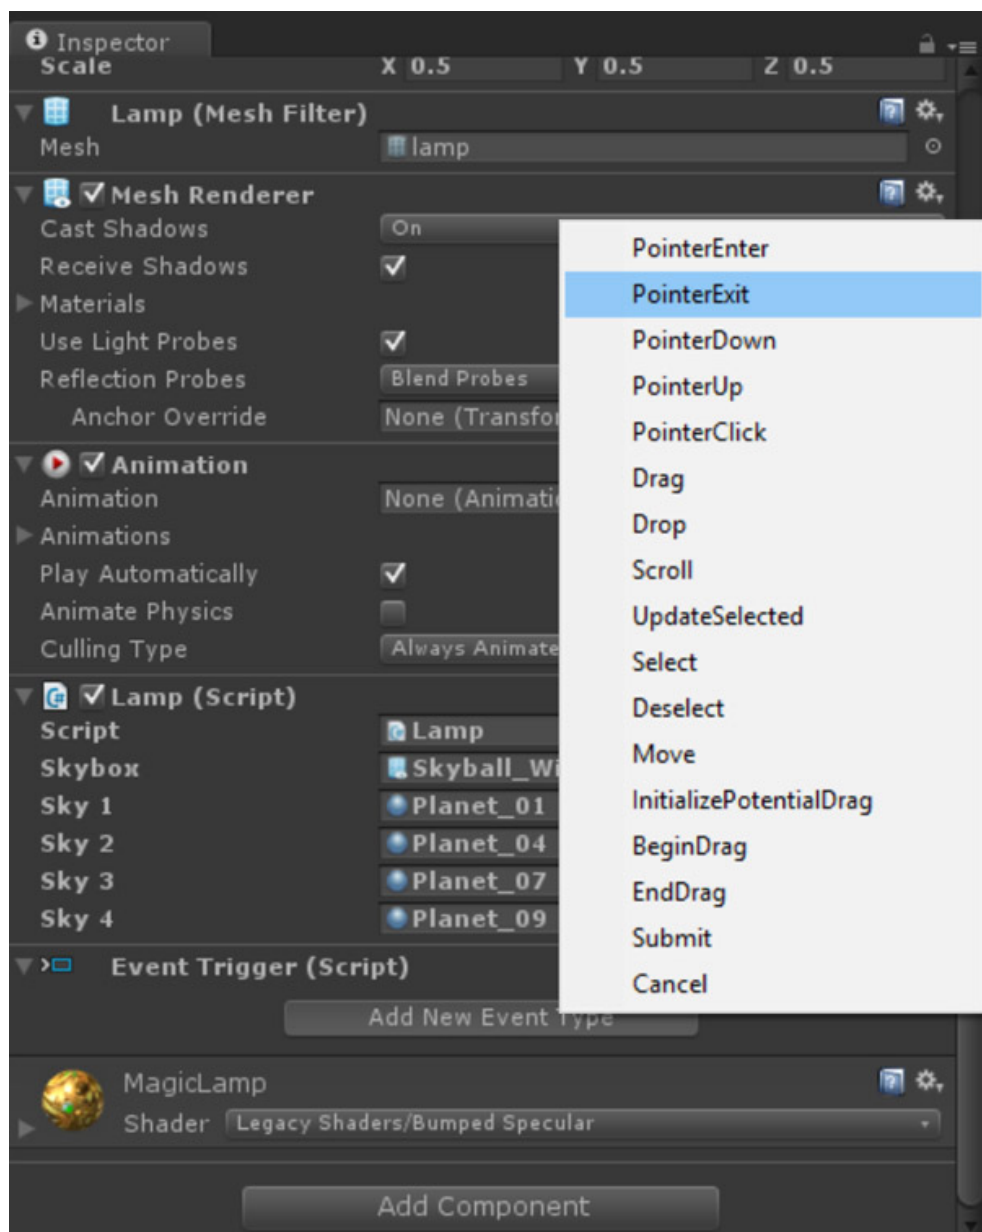 Inspector
Scale X 0.5 Y 0.5 Z 0.5
Lamp (Mesh Filter)
Mesh lamp
Mesh Renderer
Cast Shadows On
Receive Shadows
Materials
Use Light Probes
Reflection Probes Blend Probes
Anchor Override None (Transfor
Animation
Animation None (Animati
Animations
Play Automatically
Animate Physics
Culling Type Always Animate
Lamp (Script)
Script Lamp
Skybox Skyball_Wi
Sky 1 Planet_01
Sky 2 Planet_04
Sky 3 Planet_07
Sky 4 Planet_09
Event Trigger (Script)
Add New Event Type
MagicLamp
Shader Legacy Shaders/Bumped Specular
Add Component
PointerEnter
PointerExit
PointerDown
PointerUp
PointerClick
Drag
Drop
Scroll
UpdateSelected
Select
Deselect
Move
InitializePotentialDrag
BeginDrag
EndDrag
Submit
Cancel